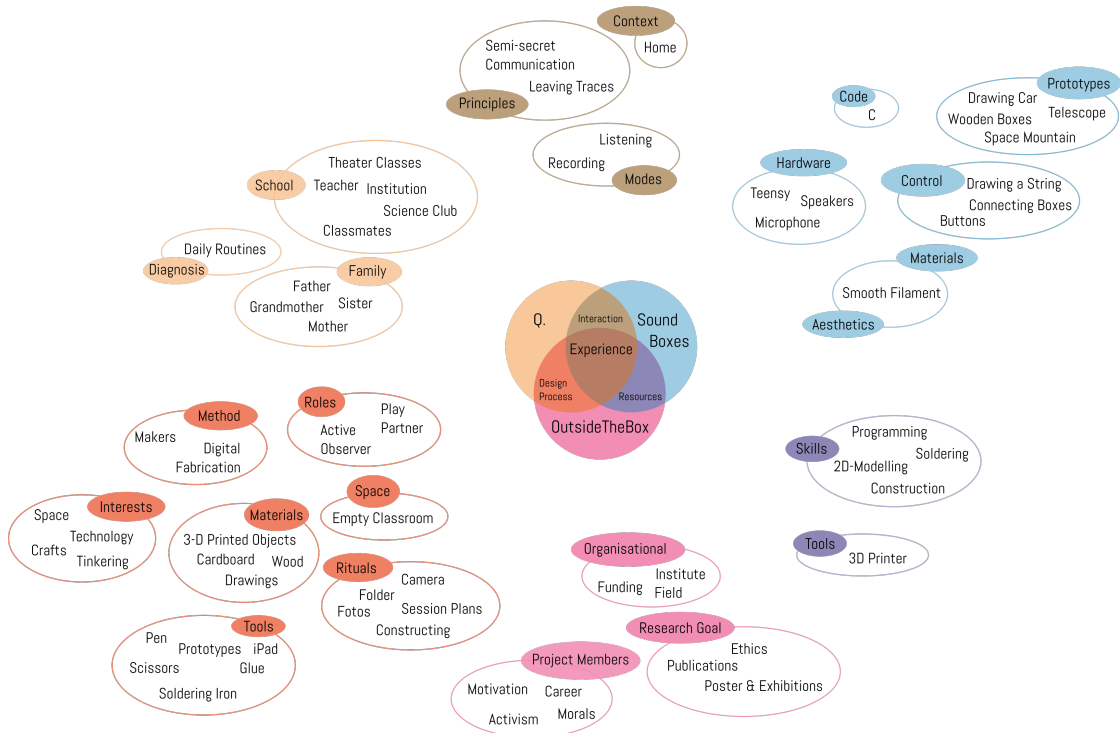 Context
Home
Semi-secret
Communication
Leaving Traces
Principles
Listening
Recording
Modes
Code
C
Prototypes
Drawing Car
Telescope
Wooden Boxes
Space Mountain
Hardware
Teensy
Speakers
Microphone
Control
Drawing a String
Connecting Boxes
Buttons
Materials
Smooth Filament
Aesthetics
School
Theater Classes
Teacher
Institution
Science Club
Classmates
Daily Routines
Diagnosis
Family
Father
Grandmother
Sister
Mother
Q.
Interaction
Sound
Boxes
Experience
Design
Process
Resources
OutsideTheBox
Method
Makers
Digital
Fabrication
Roles
Play
Partner
Active
Observer
Interests
Space
Technology
Crafts
Tinkering
Materials
3-D Printed Objects
Cardboard
Wood
Drawings
Space
Empty Classroom
Rituals
Camera
Folder
Fotos
Session Plans
Constructing
Tools
Pen
Prototypes
iPad
Scissors
Glue
Soldering Iron
Skills
Programming
Soldering
2D-Modelling
Construction
Tools
3D Printer
Organisational
Funding
Institute
Field
Research Goal
Ethics
Publications
Poster & Exhibitions
Project Members
Motivation
Career
Activism
Morals